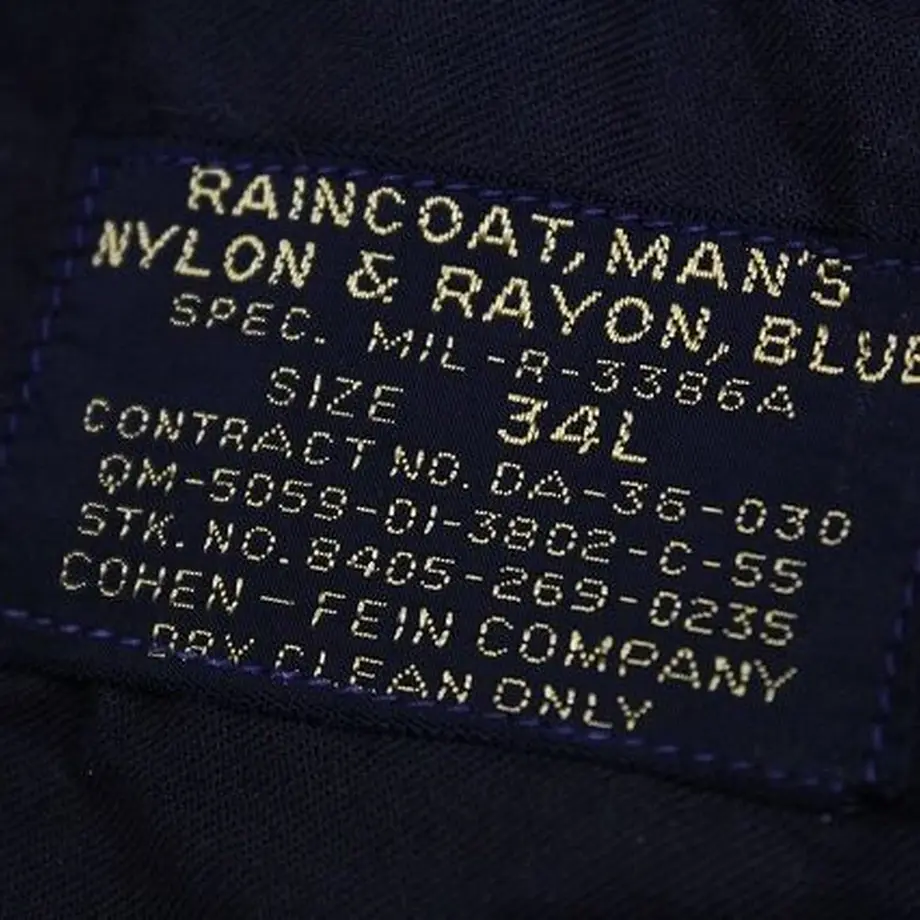 RAINCOAT, MAN'S
NYLON & RAYON, BLUE
SPEC. MIL-R-3386A
SIZE 34L
CONTRACT NO. DA-36-030
QM-5059-OI-3802-C-55
STK. NO. 8405-269-0235
COHEN - FEIN COMPANY
DRY CLEAN ONLY